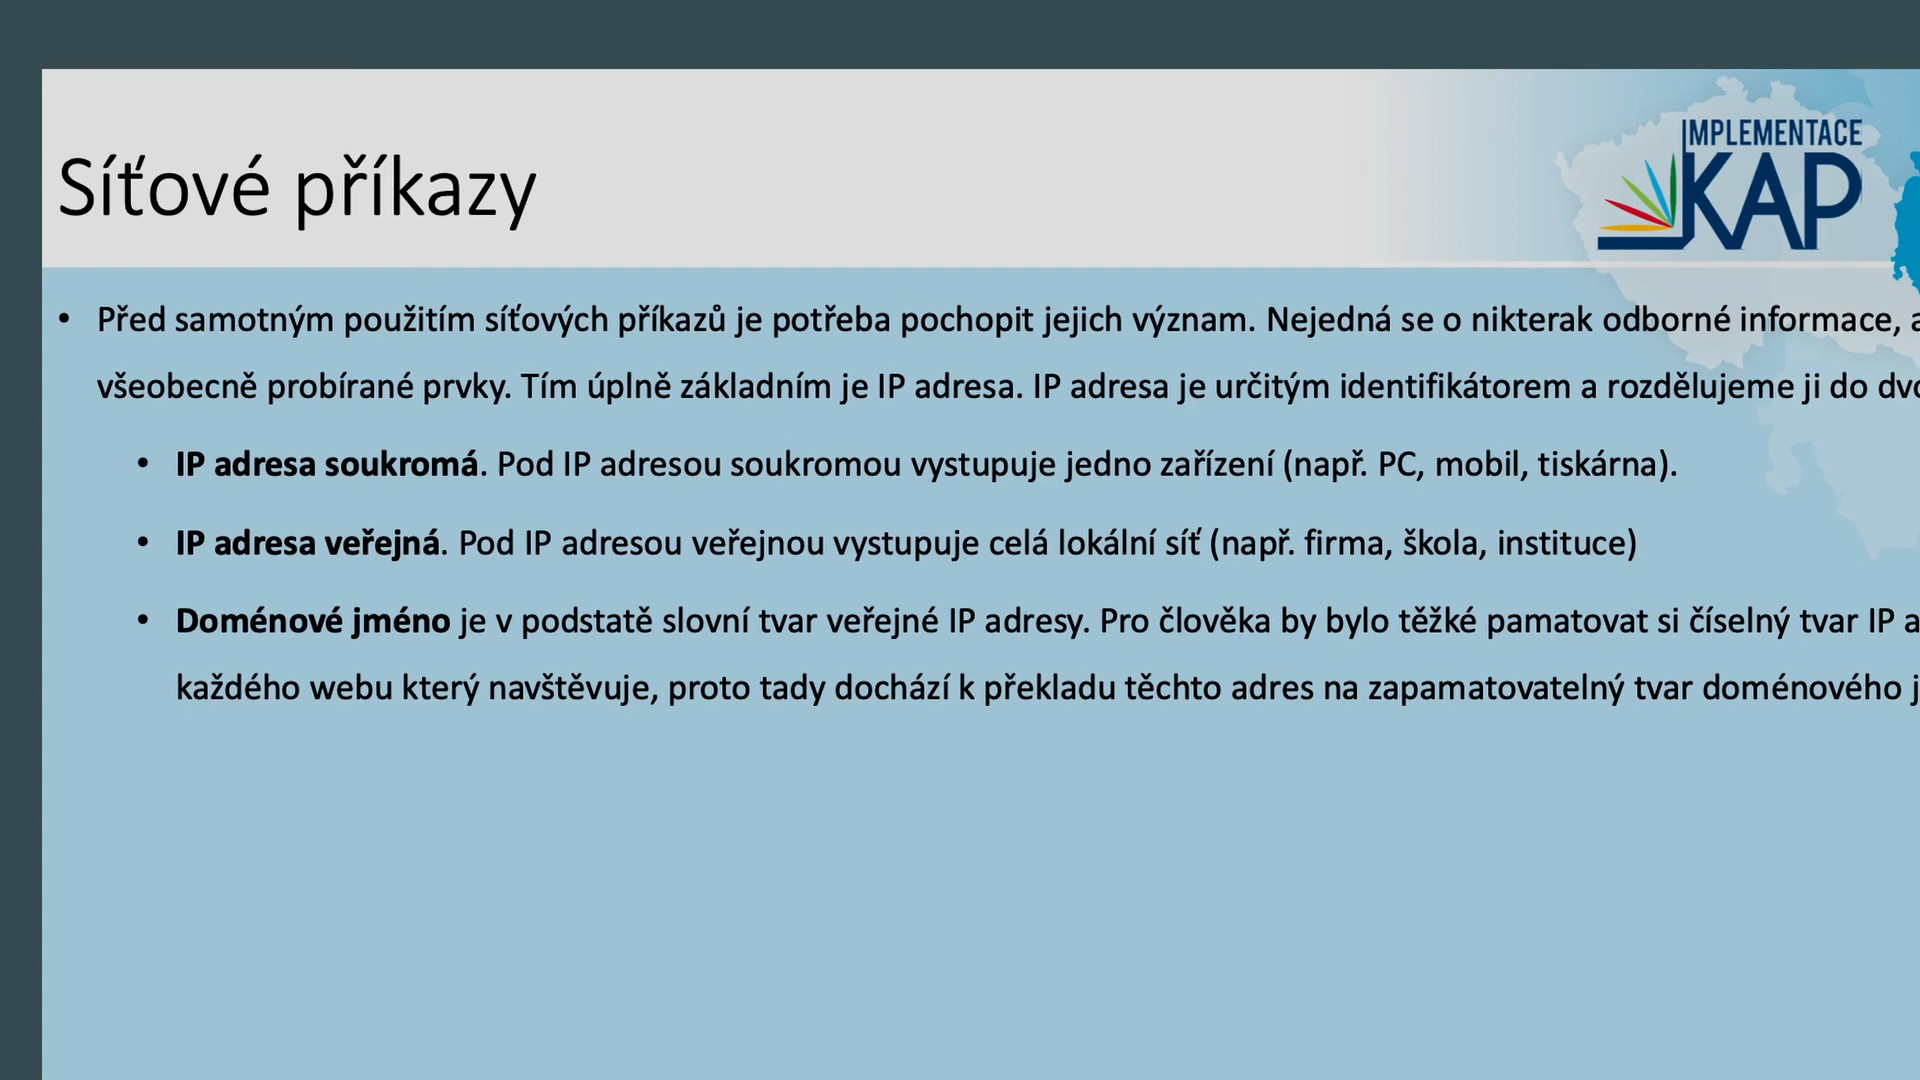 Síťové příkazy
IMPLEMENTACE
KAP
• Před samotným použitím síťových příkazů je potřeba pochopit jejich význam. Nejedná se o nikterak odborné informace,
všeobecně probírané prvky. Tím úplně základním je IP adresa. IP adresa je určitým identifikátorem a rozdělujeme ji do
• IP adresa soukromá. Pod IP adresou soukromou vystupuje jedno zařízení (např. PC, mobil, tiskárna).
• IP adresa veřejná. Pod IP adresou veřejnou vystupuje celá lokální síť (např. firma, škola, instituce)
• Doménové jméno je v podstatě slovní tvar veřejné IP adresy. Pro člověka by bylo těžké pamatovat si číselný tvar IP
každého webu který navštěvuje, proto tady dochází k překladu těchto adres na zapamatovatelný tvar doménového